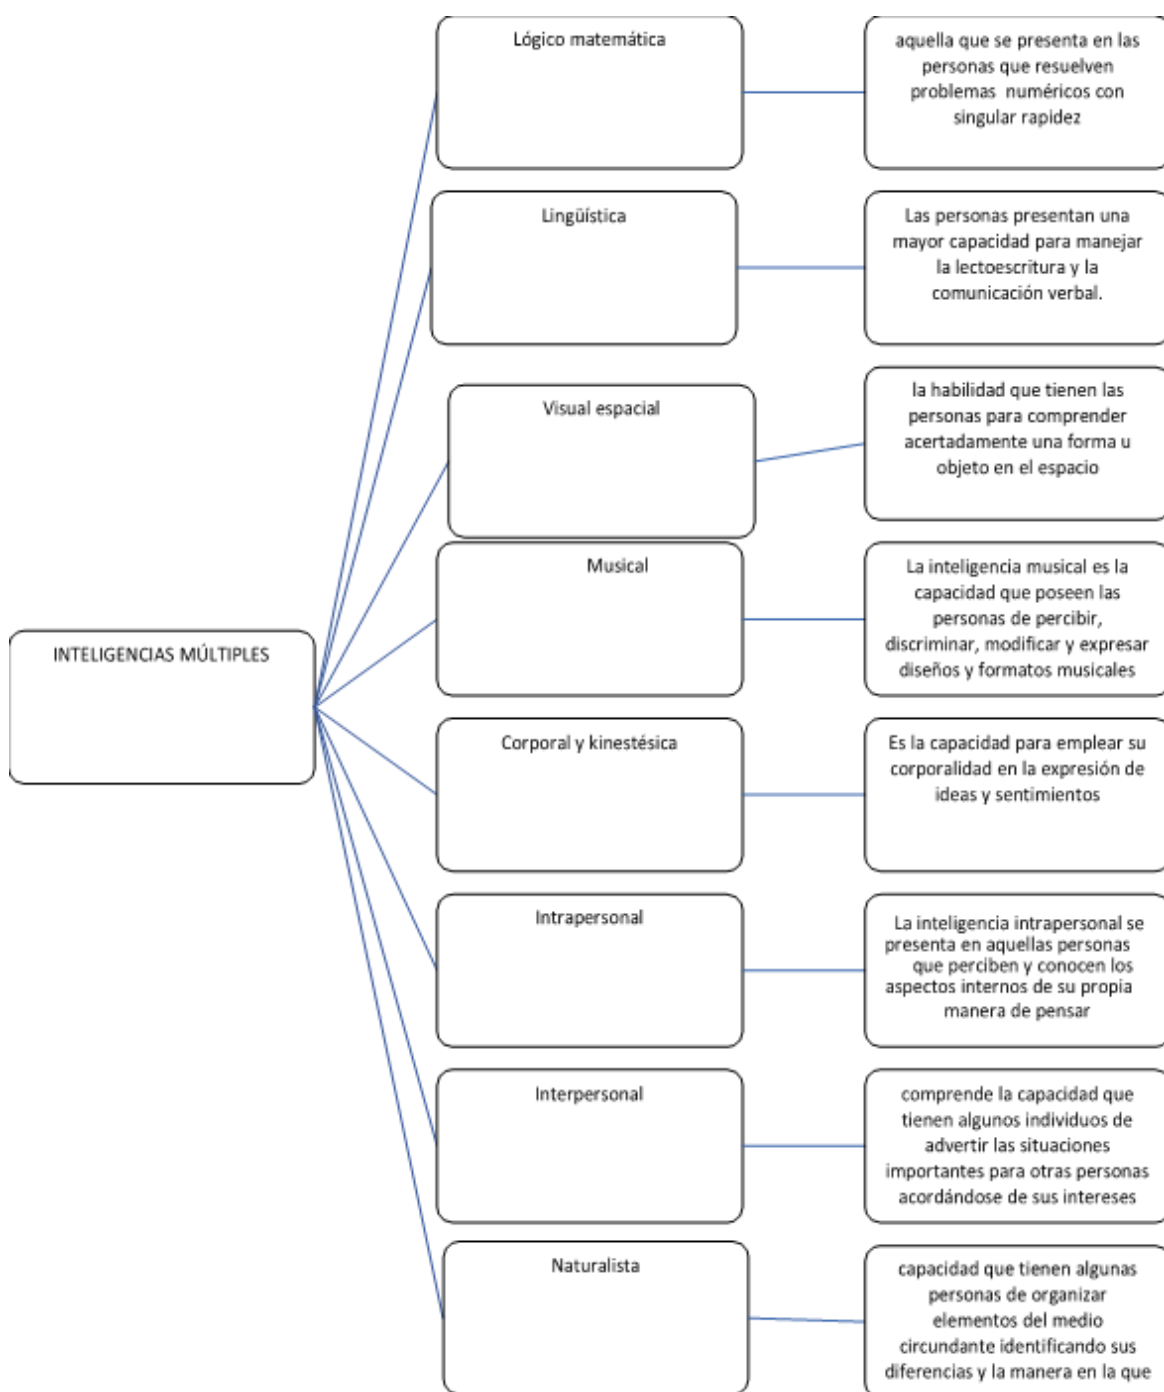 Lógico matemática
aquella que se presenta en las
personas que resuelven
problemas numéricos con
singular rapidez
Lingüística
Las personas presentan una
mayor capacidad para manejar
la lectoescritura y la
comunicación verbal.
Visual espacial
la habilidad que tienen las
personas para comprender
acertadamente una forma u
objeto en el espacio
Musical
La inteligencia musical es la
capacidad que poseen las
personas de percibir,
discriminar, modificar y expresar
diseños y formatos musicales
INTELIGENCIAS MÚLTIPLES
Corporal y kinestésica
Es la capacidad para emplear su
corporalidad en la expresión de
ideas y sentimientos
Intrapersonal
La inteligencia intrapersonal se
presenta en aquellas personas
que perciben y conocen los
aspectos internos de su propia
manera de pensar
Interpersonal
comprende la capacidad que
tienen algunos individuos de
advertir las situaciones
importantes para otras personas
acordándose de sus intereses
Naturalista
capacidad que tienen algunas
personas de organizar
elementos del medio
circundante identificando sus
diferencias y la manera en la que